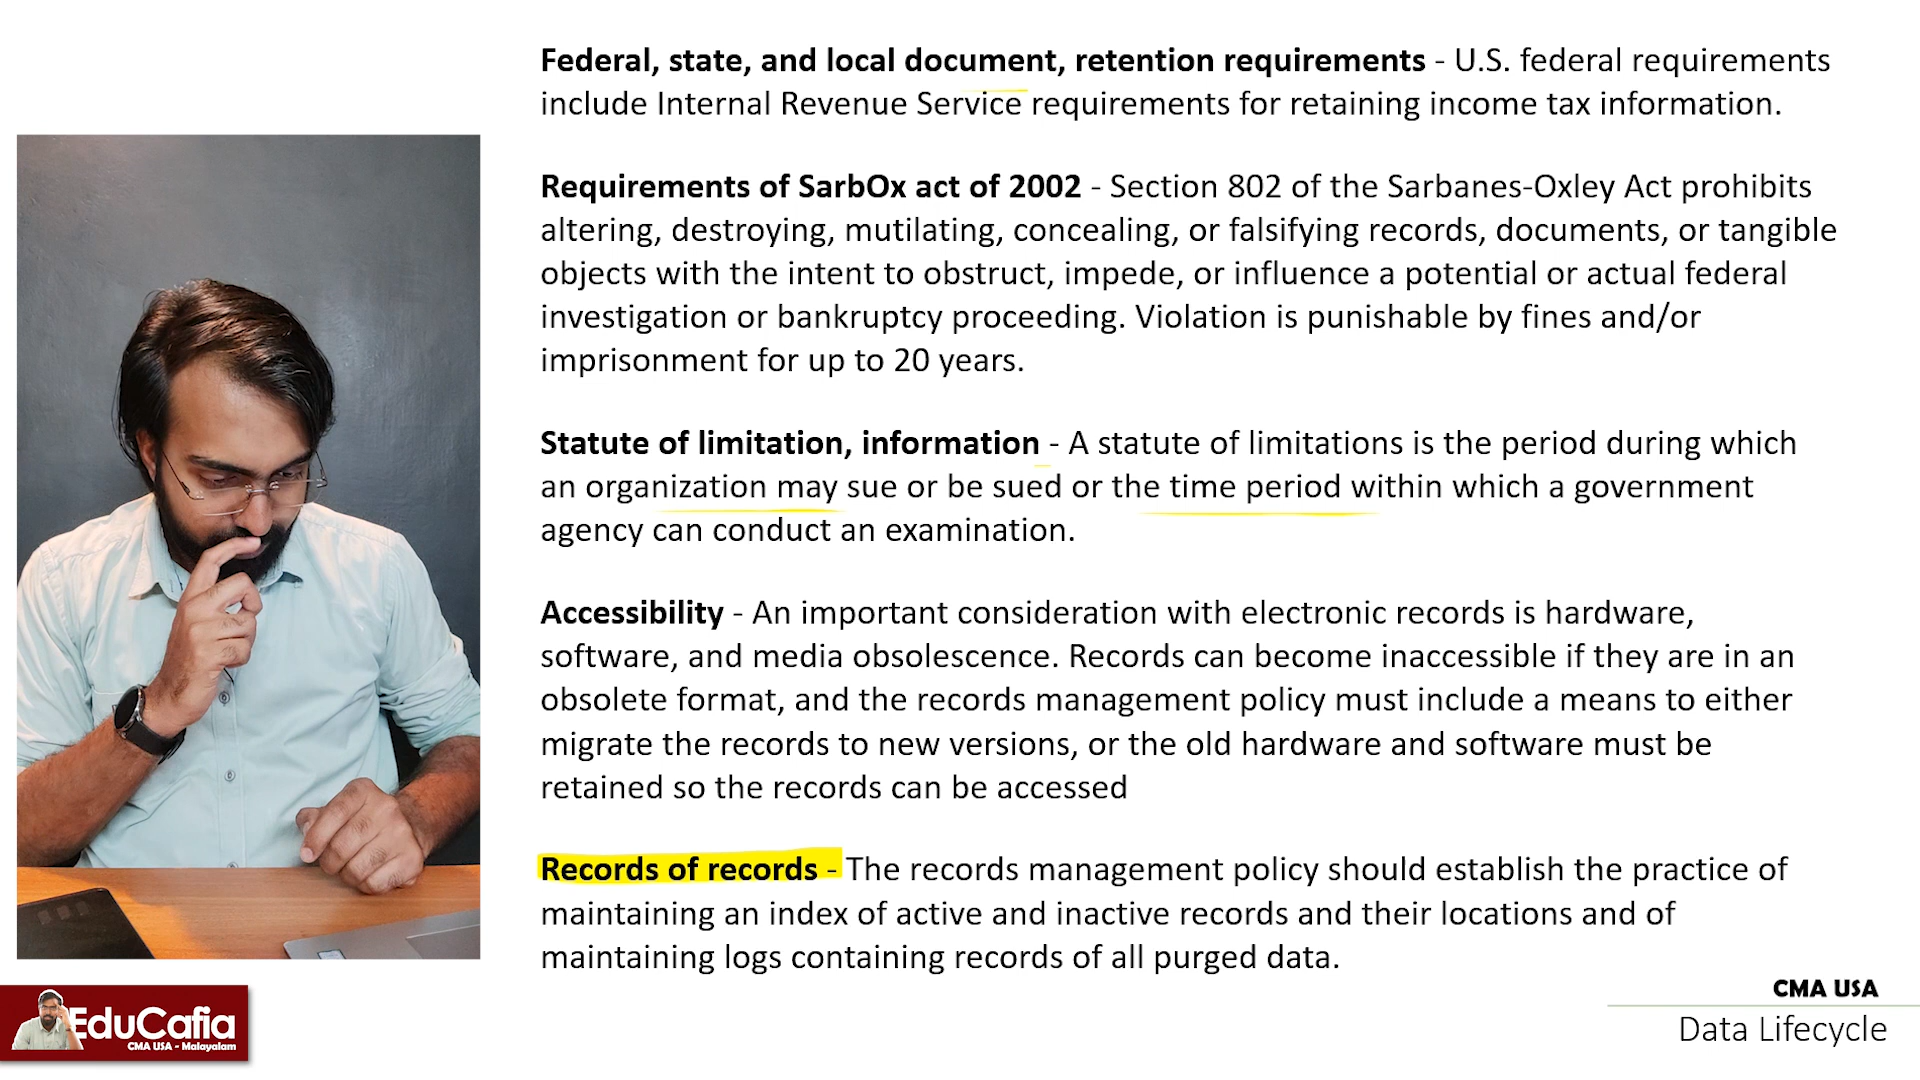 Federal, state, and local document, retention requirements - U.S. federal requirements
include Internal Revenue Service requirements for retaining income tax information.
Requirements of SarbOx act of 2002 - Section 802 of the Sarbanes-Oxley Act prohibits
altering, destroying, mutilating, concealing, or falsifying records, documents, or tangible
objects with the intent to obstruct, impede, or influence a potential or actual federal
investigation or bankruptcy proceeding. Violation is punishable by fines and/or
imprisonment for up to 20 years.
Statute of limitation, information - A statute of limitations is the period during which
an organization may sue or be sued or the time period within which a government
agency can conduct an examination.
Accessibility - An important consideration with electronic records is hardware,
software, and media obsolescence. Records can become inaccessible if they are in an
obsolete format, and the records management policy must include a means to either
migrate the records to new versions, or the old hardware and software must be
retained so the records can be accessed
Records of records - The records management policy should establish the practice of
maintaining an index of active and inactive records and their locations and of
maintaining logs containing records of all purged data.
EduCafia
CMA USA - Malayalam
CMA USA
Data Lifecycle